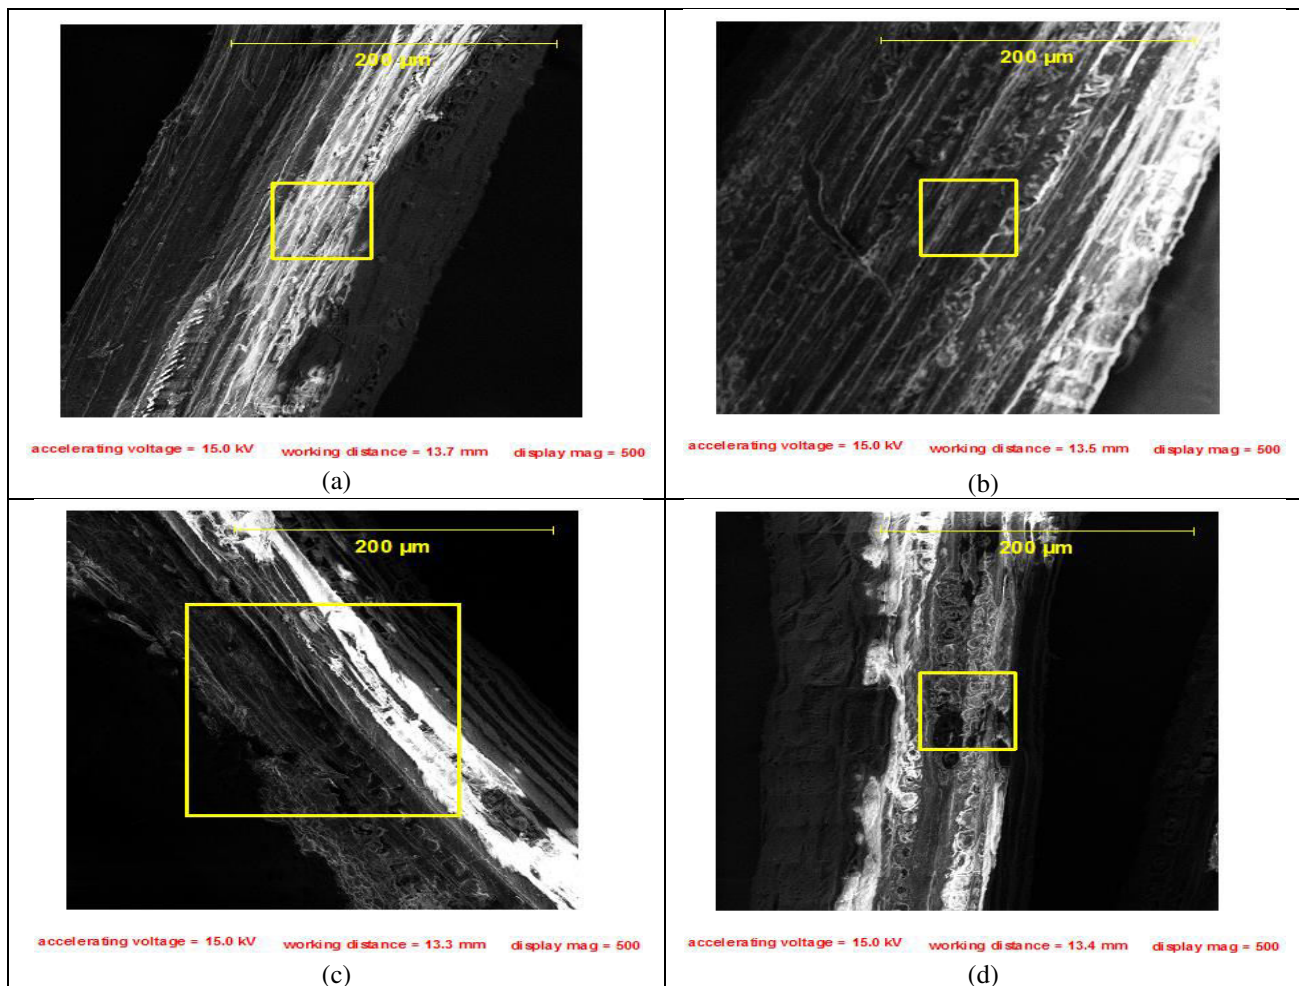 200 µm
accelerating voltage = 15.0 kV working distance = 13.7 mm display mag = 500
(a)
200 µm
accelerating voltage = 15.0 kV working distance = 13.5 mm display mag = 500
(b)
200 µm
accelerating voltage = 15.0 kV working distance = 13.3 mm display mag = 500
(c)
200 µm
accelerating voltage = 15.0 kV working distance = 13.4 mm display mag = 500
(d)